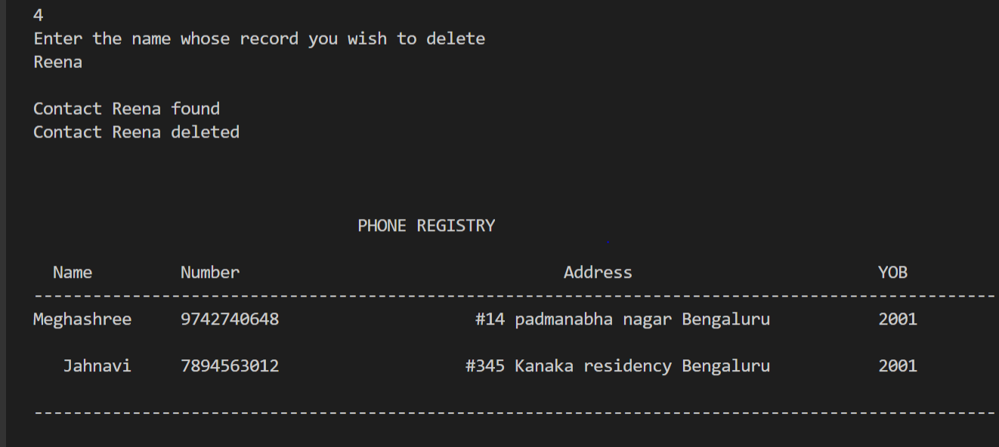 4
Enter the name whose record you wish to delete
Reena
Contact Reena found
Contact Reena deleted
PHONE REGISTRY
Name Number Address YOB
--------------------------------------------------------------------------------------------------
Meghashree 9742740648 #14 padmanabha nagar Bengaluru 2001
Jahnavi 7894563012 #345 Kanaka residency Bengaluru 2001
--------------------------------------------------------------------------------------------------